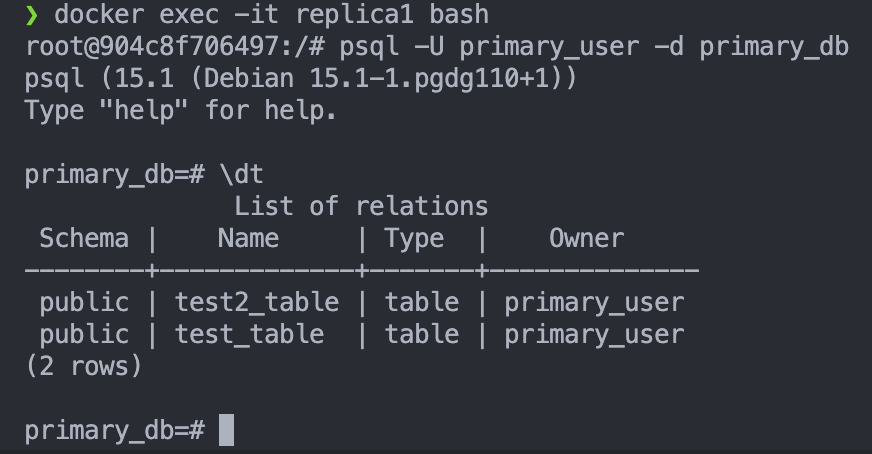 ❯ docker exec -it replica1 bash
root@904c8f706497:/# psql -U primary_user -d primary_db
psql (15.1 (Debian 15.1-1.pgdg110+1))
Type "help" for help.

primary_db=# \dt
              List of relations
 Schema |    Name     | Type  |    Owner
--------+-------------+-------+--------------
 public | test2_table | table | primary_user
 public | test_table  | table | primary_user
(2 rows)

primary_db=#